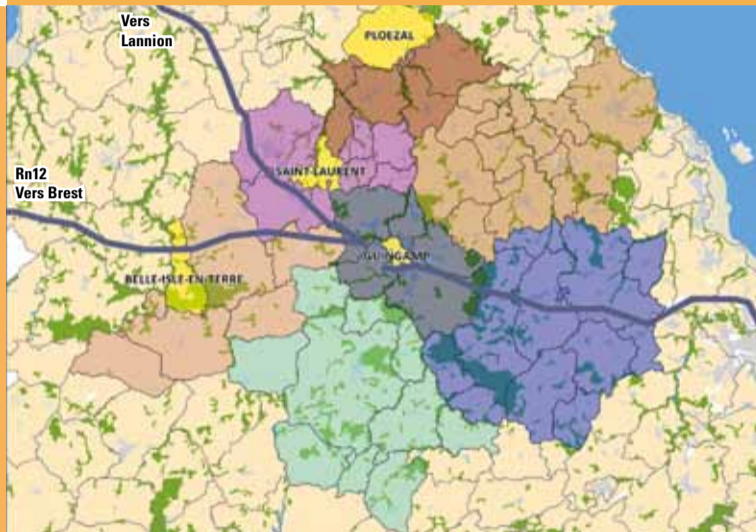 Vers
Lannion
PLOEZAL
SAINT-LAURENT
Rn12
Vers Brest
GUINGAMP
BELLE-ISLE-EN-TERRE